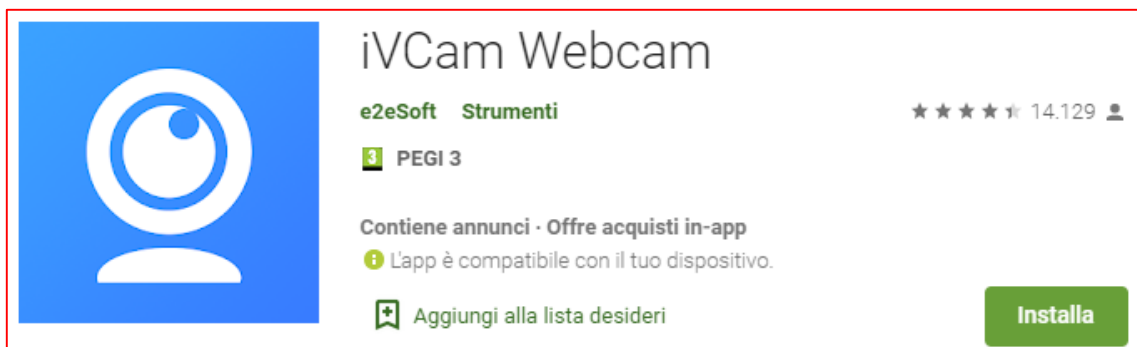 iVCam Webcam
e2eSoft Strumenti 14.129
3 PEGI 3
Contiene annunci · Offre acquisti in-app
L'app è compatibile con il tuo dispositivo.
Aggiungi alla lista desideri
Installa